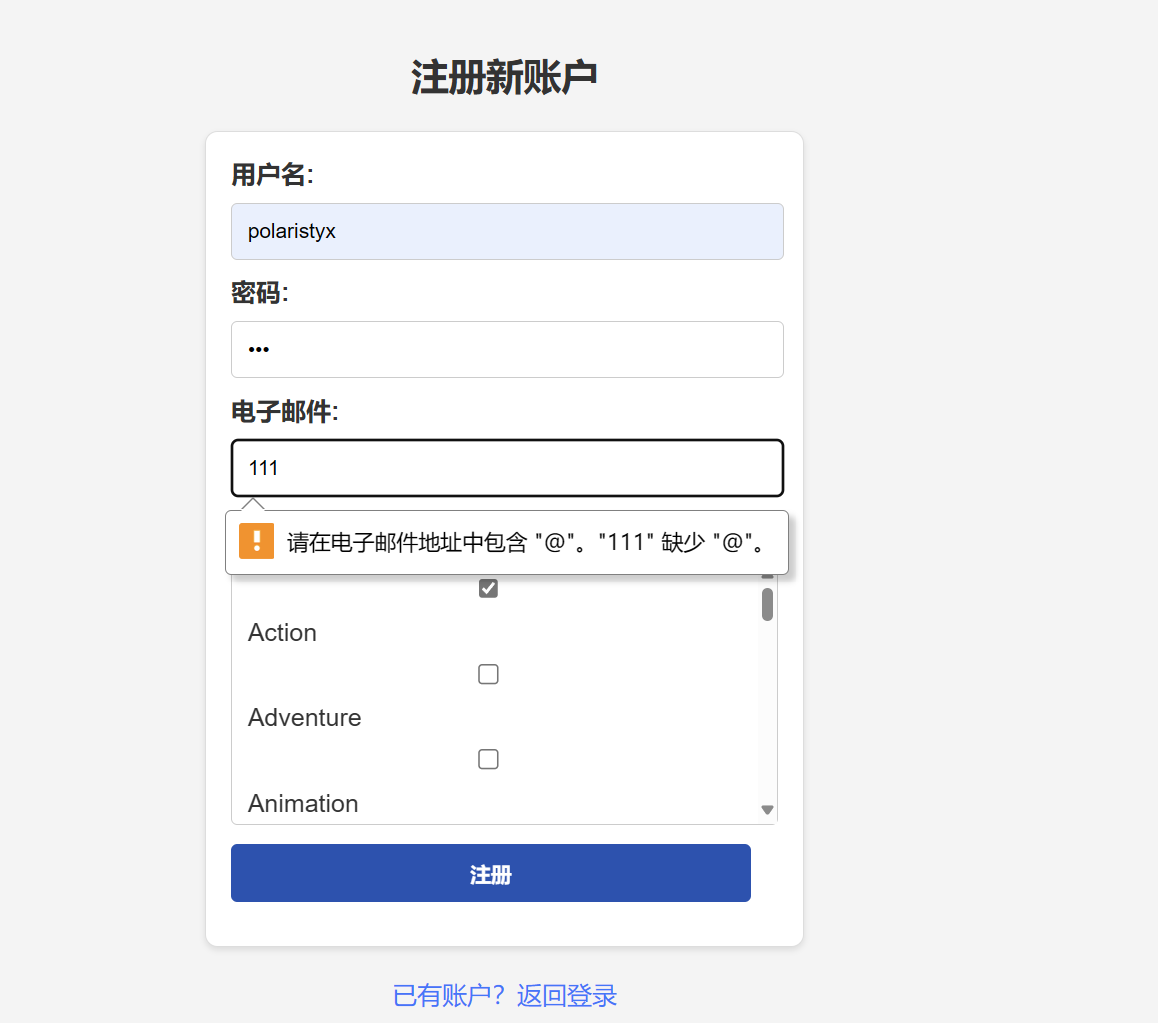 注册新账户
用户名:
polaristyx
密码:
•••
电子邮件:
111
请在电子邮件地址中包含 "@"。"111" 缺少 "@"。
Action
Adventure
Animation
注册
已有账户？返回登录